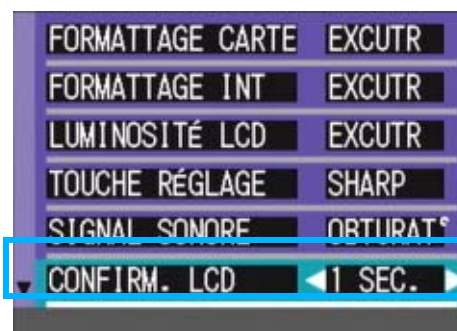 FORMATTAGE CARTE EXCUTR
FORMATTAGE INT EXCUTR
LUMINOSITÉ LCD EXCUTR
TOUCHE RÉGLAGE SHARP
SIGNAL SONORE OBTURAT°
CONFIRM. LCD 1 SEC.